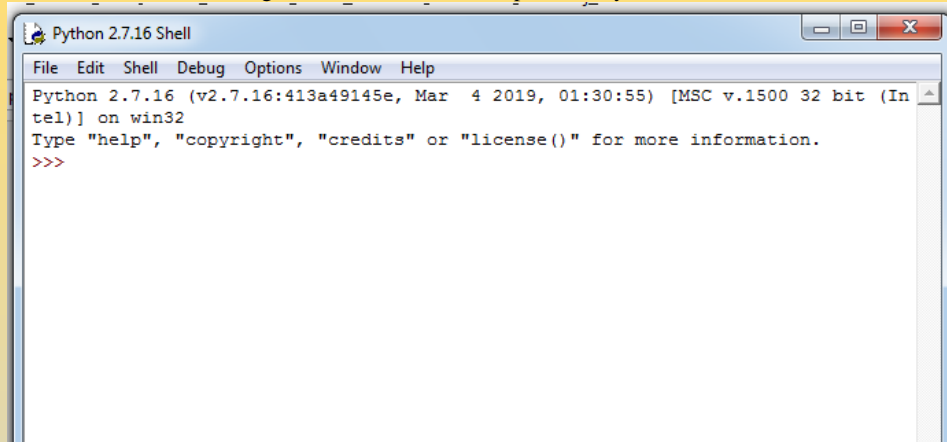 Python 2.7.16 Shell
File Edit Shell Debug Options Window Help
Python 2.7.16 (v2.7.16:413a49145e, Mar  4 2019, 01:30:55) [MSC v.1500 32 bit (In
tel)] on win32
Type "help", "copyright", "credits" or "license()" for more information.
>>>